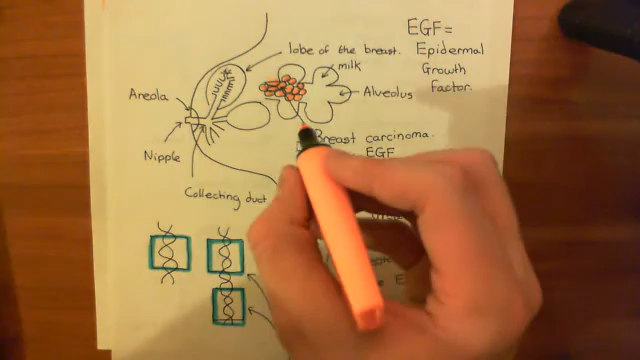 EGF=
Epidermal
Growth
Factor.
lobe of the breast.
milk
Alveolus
Areola
Nipple
Collecting duct
Breast carcinoma.
EGF